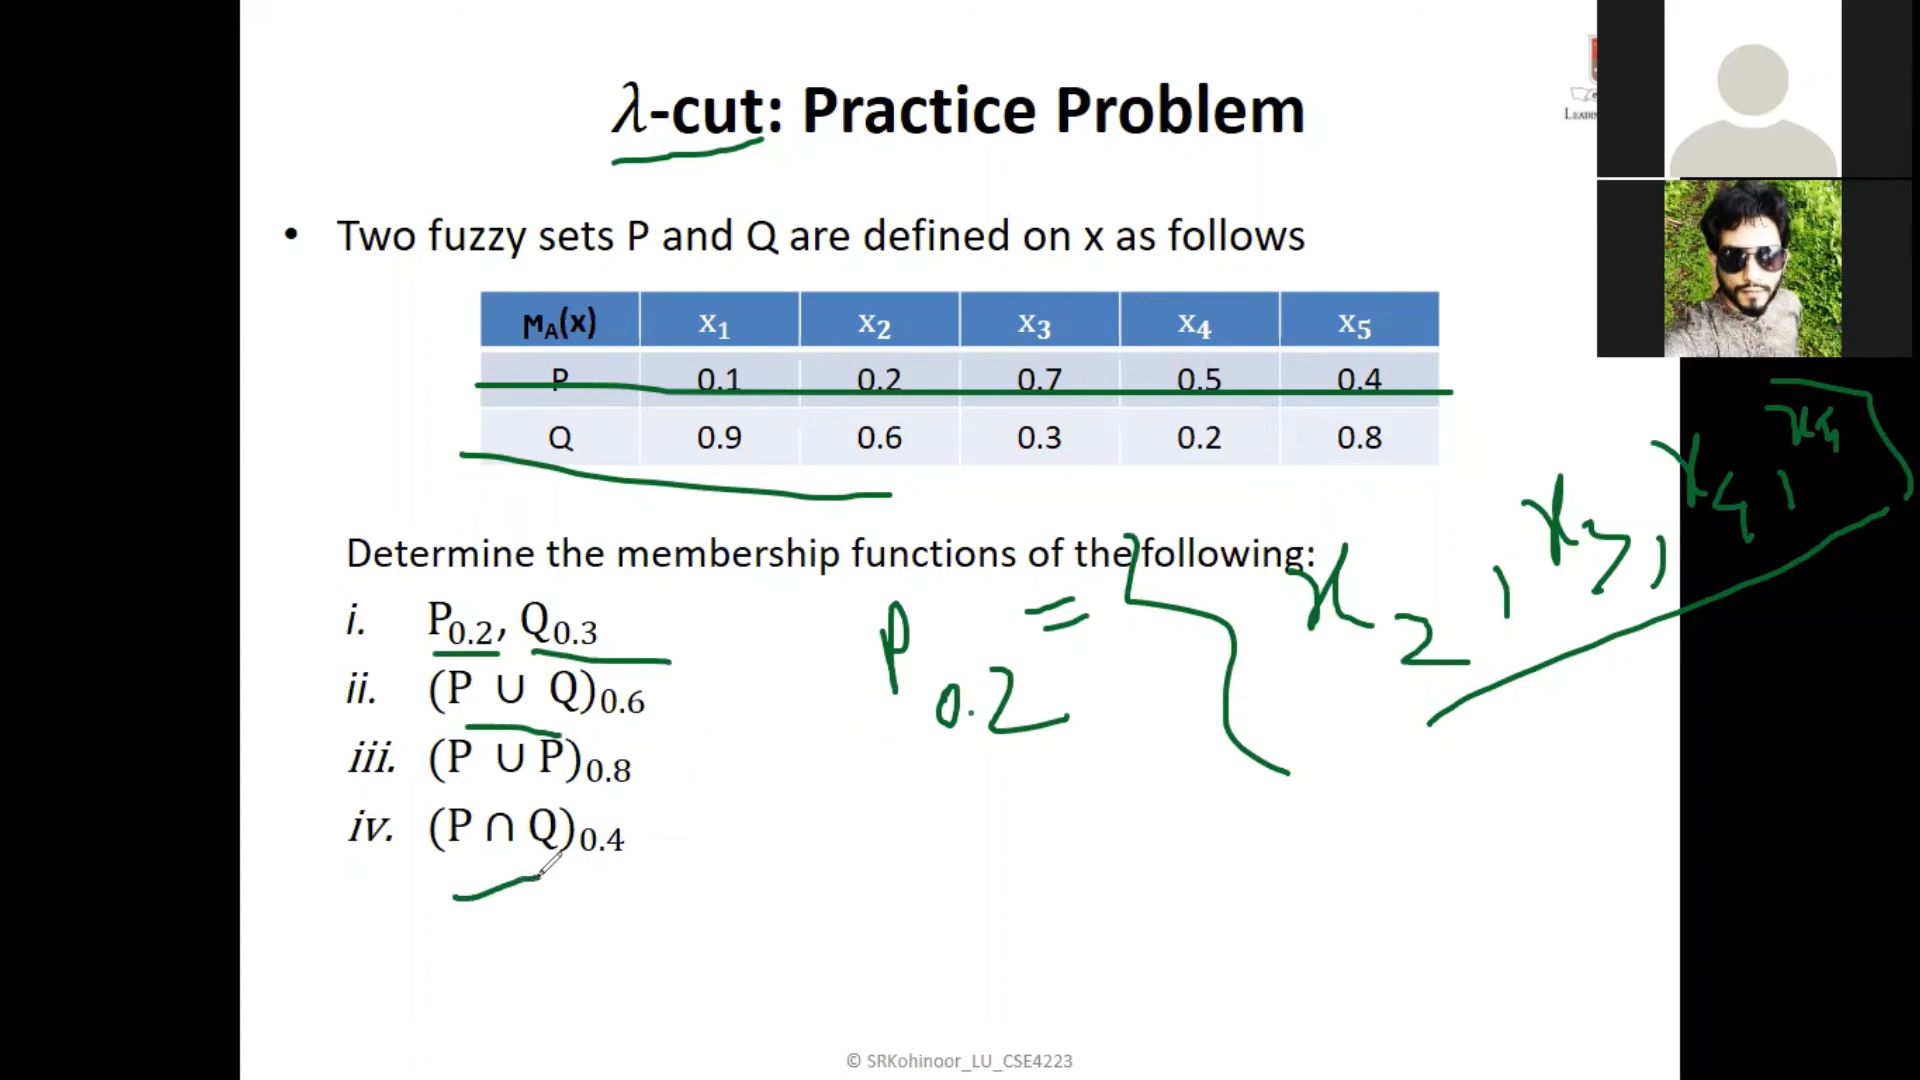 λ-cut: Practice Problem
LEADIN
• Two fuzzy sets P and Q are defined on x as follows
μ_A(x) x₁ x₂ x₃ x₄ x₅
P 0.1 0.2 0.7 0.5 0.4
Q 0.9 0.6 0.3 0.2 0.8
Determine the membership functions of the following:
i. P₀.₂, Q₀.₃
ii. (P ∪ Q)₀.₆
iii. (P ∪ P)₀.₈
iv. (P ∩ Q)₀.₄
P₀.₂ = { x₂, x₃, x₄,
© SRKohinoor_LU_CSE4223